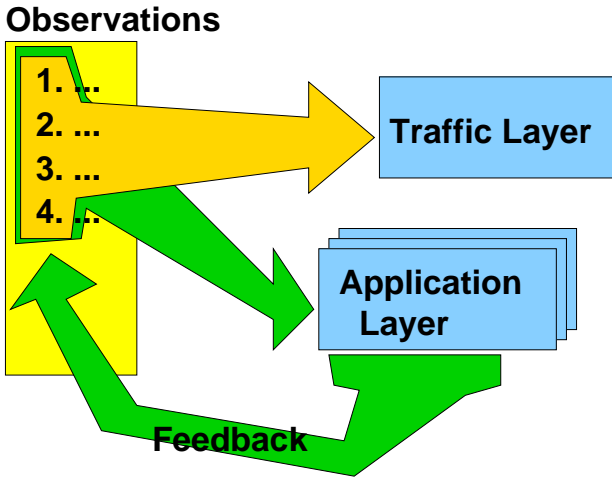 Observations
1. ...
2. ...
3. ...
4. ...
Traffic Layer
Application
Layer
Feedback